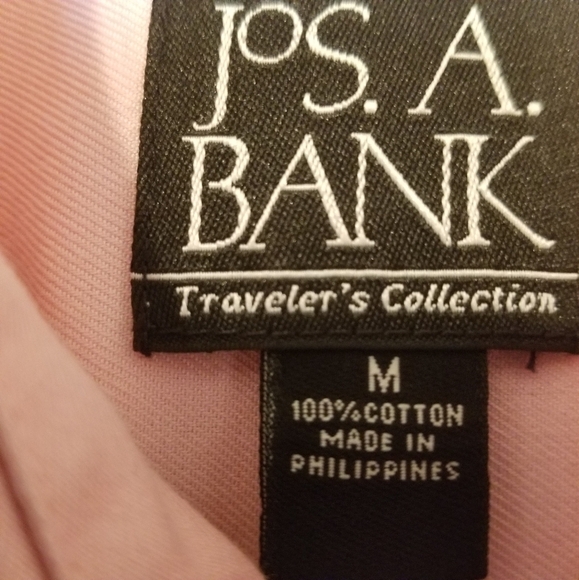 JoS. A.
BANK
Traveler's Collection
M
100% COTTON
MADE IN
PHILIPPINES